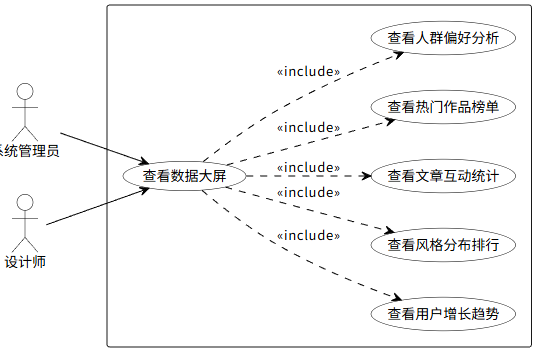 查看人群偏好分析
«include»
查看热门作品榜单
«include»
系统管理员
查看数据大屏
«include»
查看文章互动统计
«include»
查看风格分布排行
«include»
设计师
查看用户增长趋势